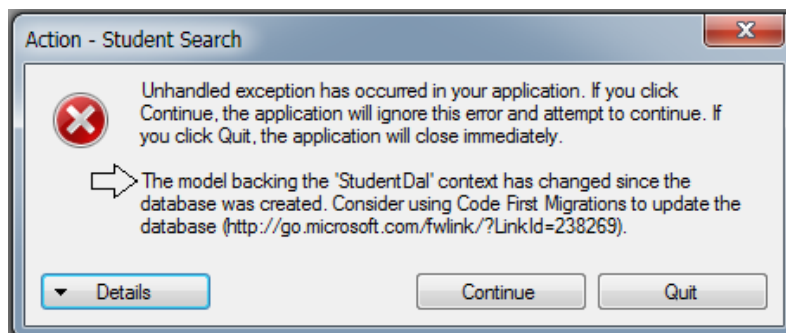 Action - Student Search
Unhandled exception has occurred in your application. If you click
Continue, the application will ignore this error and attempt to continue. If
you click Quit, the application will close immediately.
The model backing the 'StudentDal' context has changed since the
database was created. Consider using Code First Migrations to update the
database (http://go.microsoft.com/fwlink/?LinkId=238269).
Details
Continue
Quit